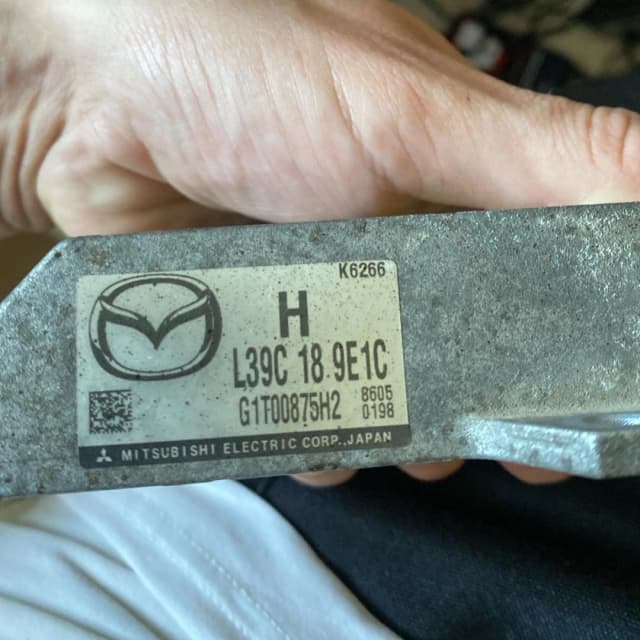 K6266
H
L39C 18 9E1C
G1T00875H2
8605
0198
MITSUBISHI ELECTRIC CORP.,JAPAN